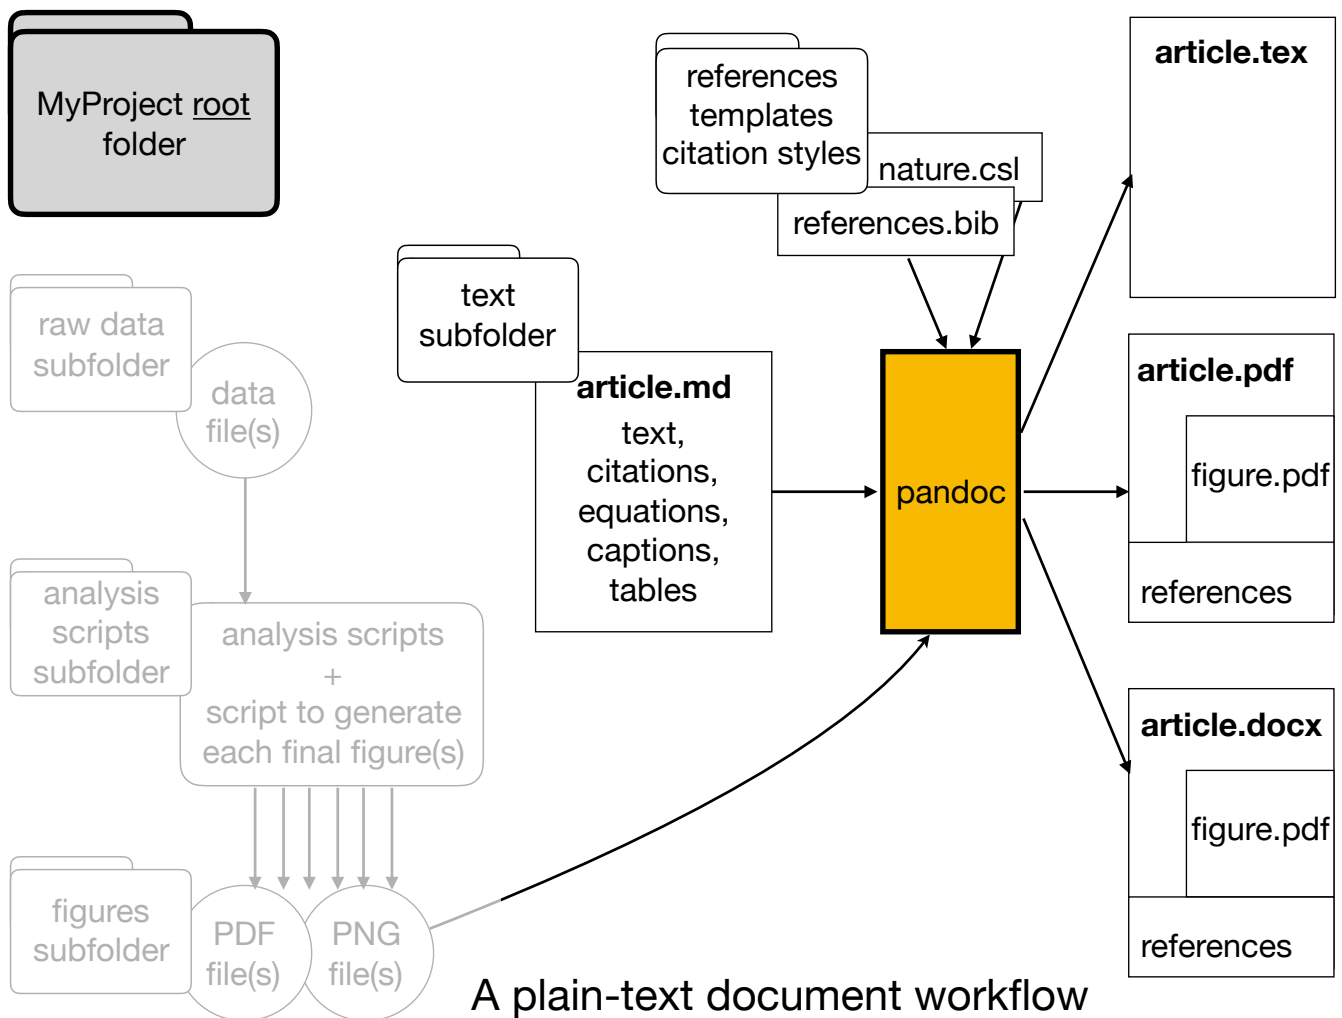 MyProject root
folder
references
templates
citation styles
nature.csl
references.bib
article.tex
text
subfolder
article.md
text,
citations,
equations,
captions,
tables
pandoc
article.pdf
figure.pdf
references
article.docx
figure.pdf
references
raw data
subfolder
data
file(s)
analysis
scripts
subfolder
analysis scripts
+
script to generate
each final figure(s)
figures
subfolder
PDF
file(s)
PNG
file(s)
A plain-text document workflow